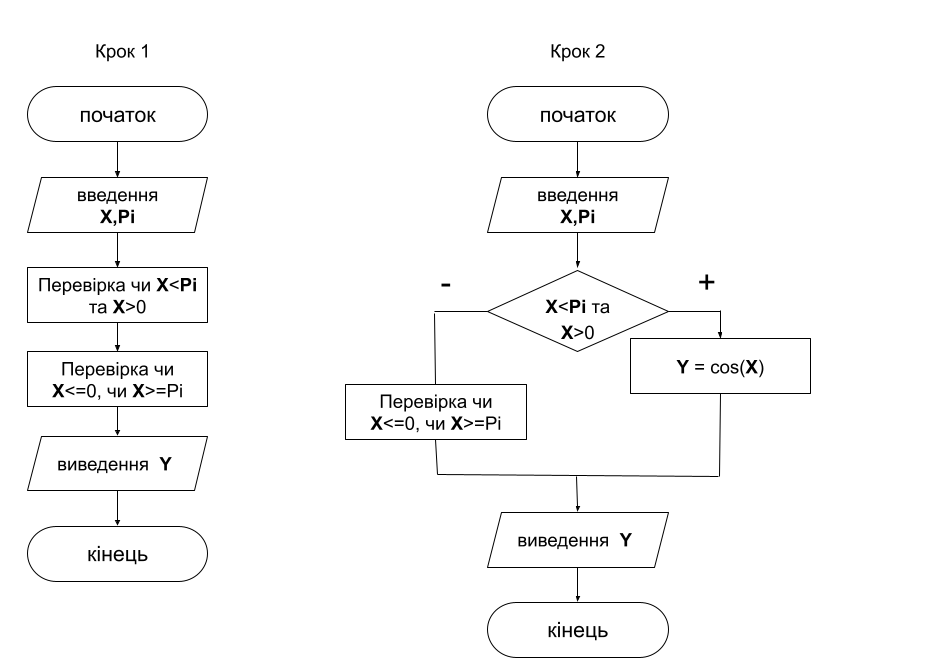 Крок 1
початок
введення
X,Pi
Перевірка чи X<Pi
та X>0
Перевірка чи
X<=0, чи X>=Pi
виведення Y
кінець
Крок 2
початок
введення
X,Pi
-
+
X<Pi та
X>0
Y = cos(X)
Перевірка чи
X<=0, чи X>=Pi
виведення Y
кінець